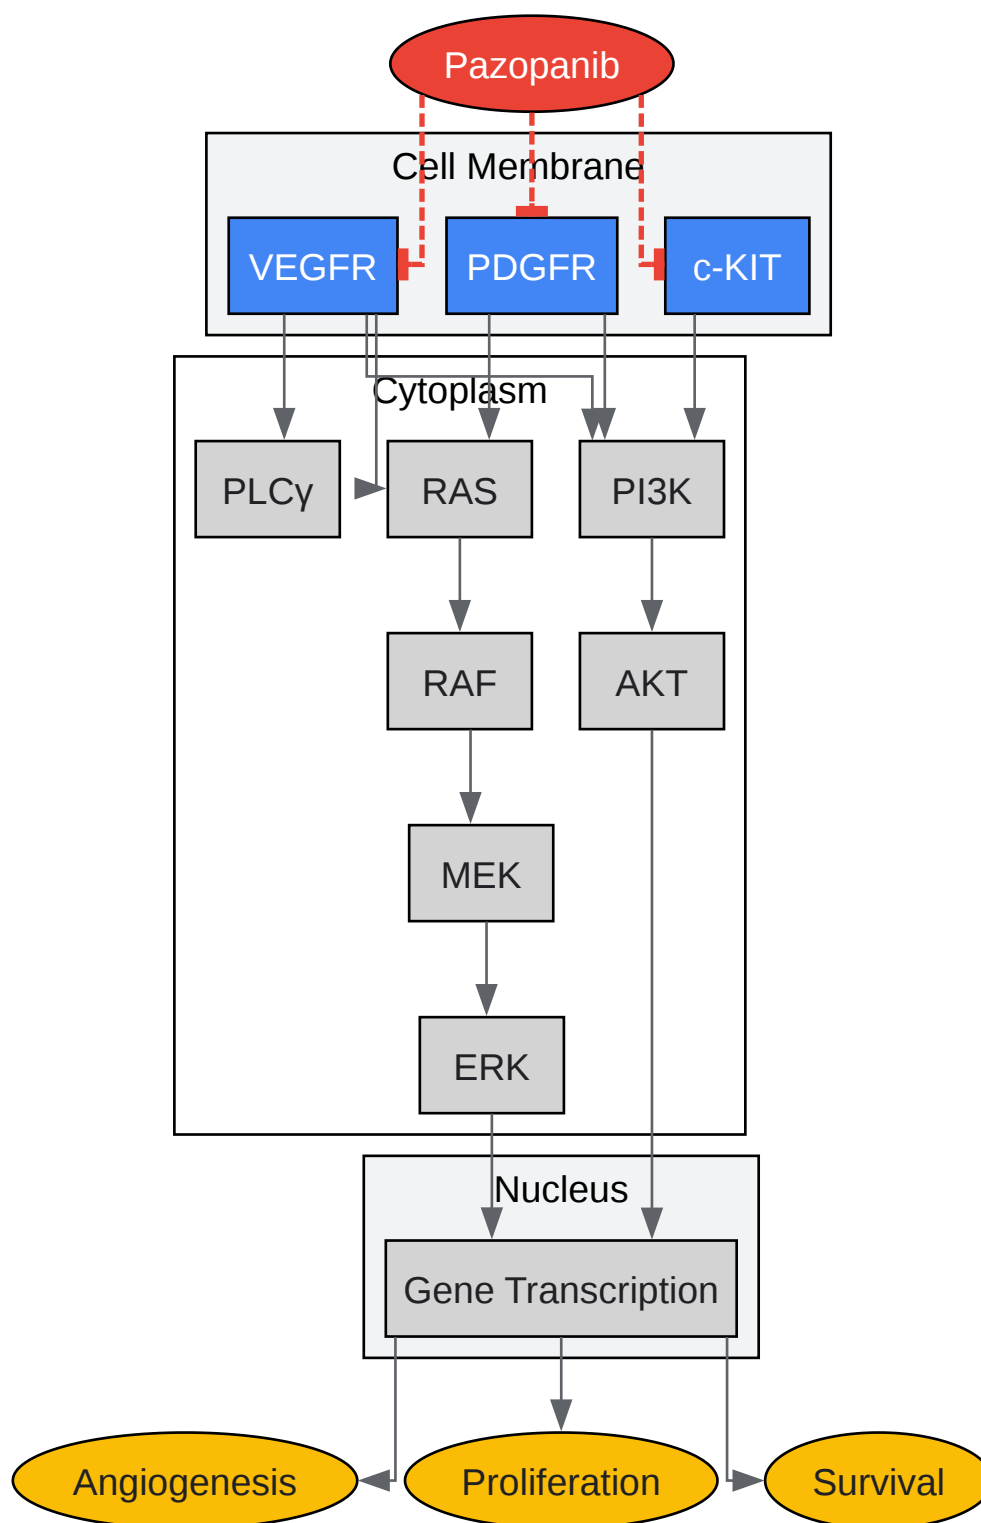 Pazopanib
Cell Membrane
VEGFR
PDGFR
c-KIT
Cytoplasm
PLCγ
RAS
PI3K
RAF
AKT
MEK
ERK
Nucleus
Gene Transcription
Angiogenesis
Proliferation
Survival